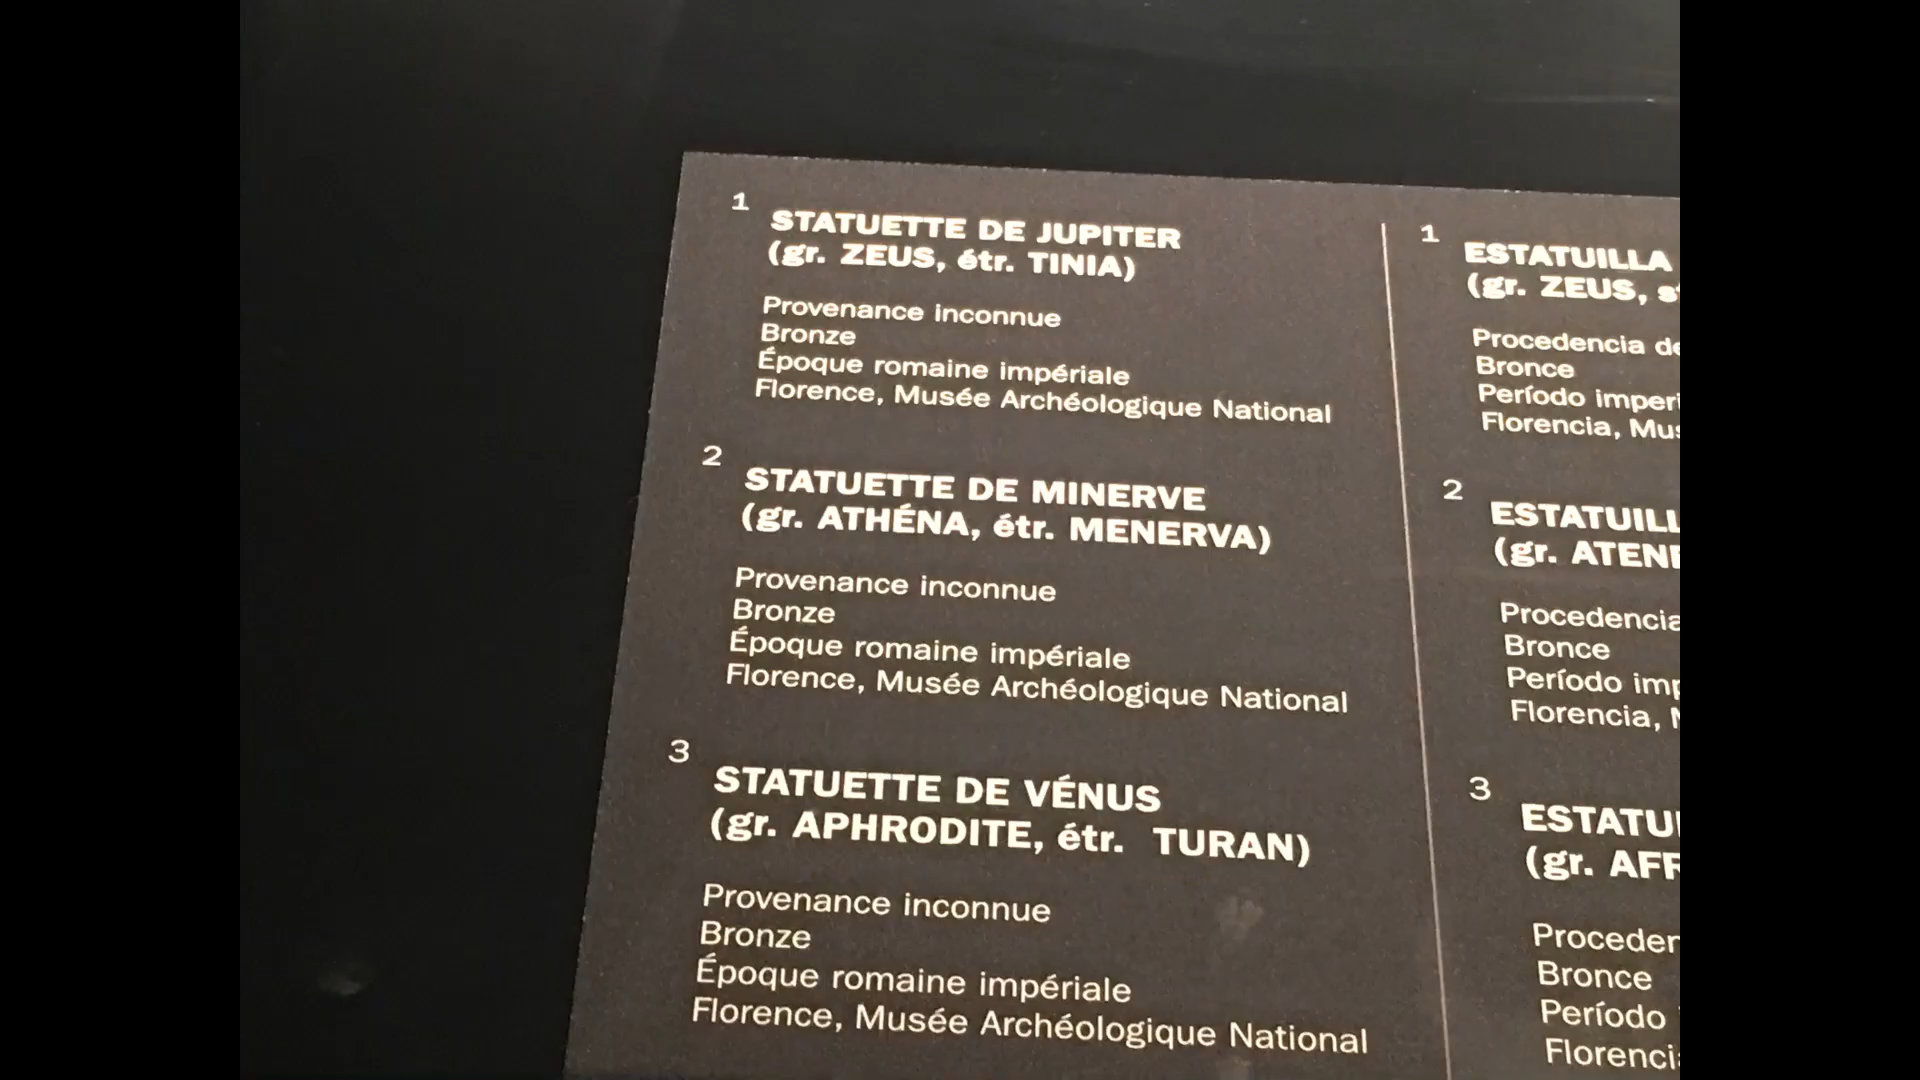 1
STATUETTE DE JUPITER
(gr. ZEUS, étr. TINIA)
Provenance inconnue
Bronze
Époque romaine impériale
Florence, Musée Archéologique National
2
STATUETTE DE MINERVE
(gr. ATHÉNA, étr. MENERVA)
Provenance inconnue
Bronze
Époque romaine impériale
Florence, Musée Archéologique National
3
STATUETTE DE VÉNUS
(gr. APHRODITE, étr. TURAN)
Provenance inconnue
Bronze
Époque romaine impériale
Florence, Musée Archéologique National
1
ESTATUILLA
(gr. ZEUS,
Procedencia
Bronce
Período
Florencia,
2
(gr.
Procedencia
Bronce
Período
Florencia,
3
(gr.
Bronce
Período